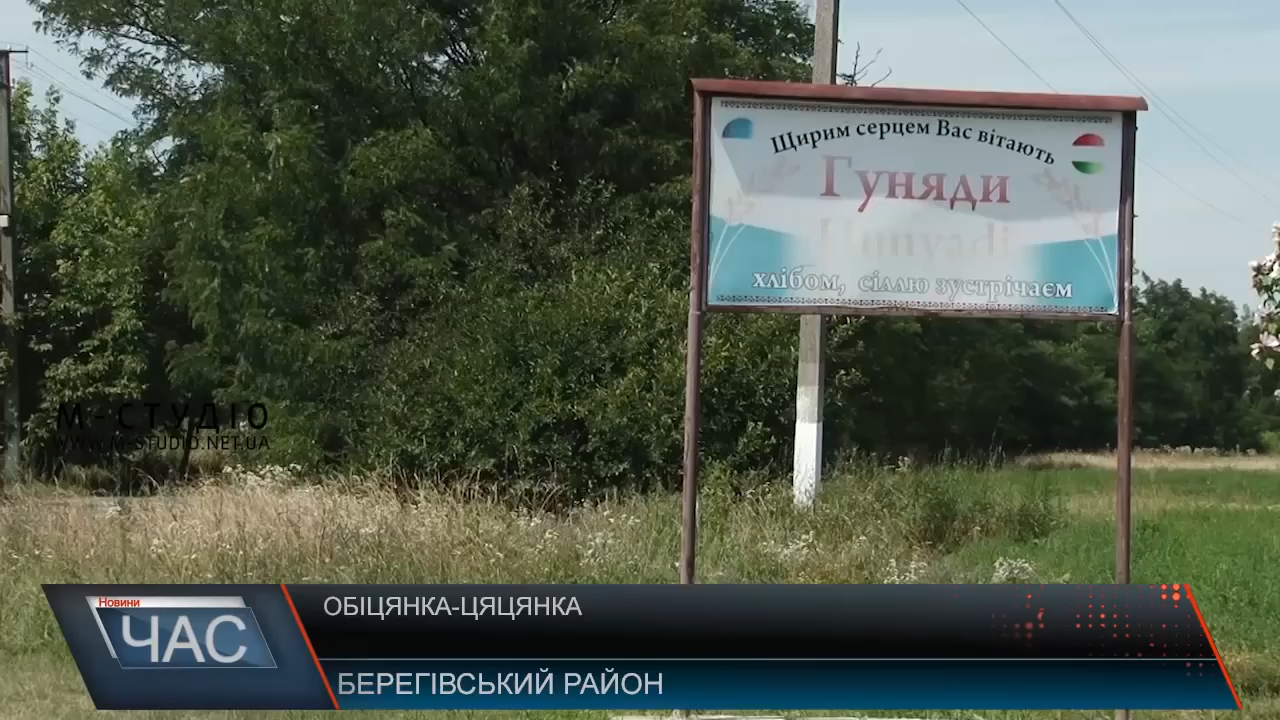 Щирим серцем Вас вітають
Гуняди
Hunyadi
хлібом, сіллю зустрічаєм
М-СТУДІО
WWW.M-STUDIO.NET.UA
Новини
ЧАС
ОБІЦЯНКА-ЦЯЦЯНКА
БЕРЕГІВСЬКИЙ РАЙОН